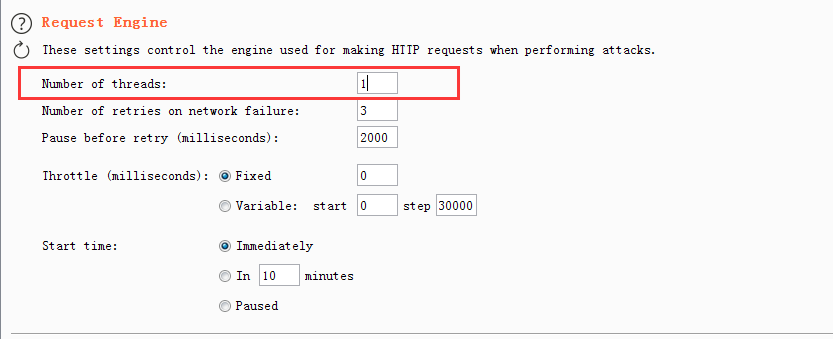 Request Engine
These settings control the engine used for making HTTP requests when performing attacks.
Number of threads: 1
Number of retries on network failure: 3
Pause before retry (milliseconds): 2000
Throttle (milliseconds): Fixed 0
Variable: start 0 step 30000
Start time: Immediately
In 10 minutes
Paused